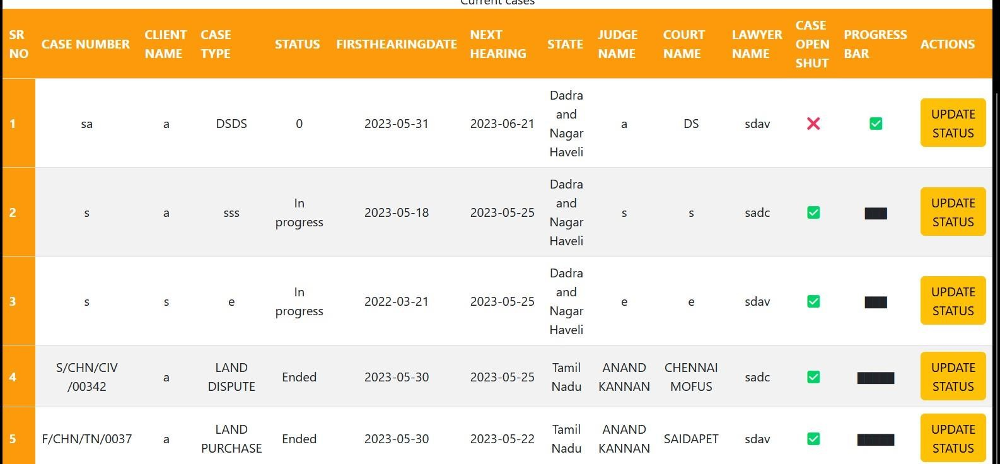 Current cases
SR NO CASE NUMBER CLIENT NAME CASE TYPE STATUS FIRSTHEARINGDATE NEXT HEARING STATE JUDGE NAME COURT NAME LAWYER NAME CASE OPEN SHUT PROGRESS BAR ACTIONS
1 sa a DSDS 0 2023-05-31 2023-06-21 Dadra and Nagar Haveli a DS sdav ❌ ✅ UPDATE STATUS
2 s a sss In progress 2023-05-18 2023-05-25 Dadra and Nagar Haveli s s sadc ✅ UPDATE STATUS
3 s s e In progress 2022-03-21 2023-05-25 Dadra and Nagar Haveli e e sdav ✅ UPDATE STATUS
4 S/CHN/CIV/00342 a LAND DISPUTE Ended 2023-05-30 2023-05-25 Tamil Nadu ANAND KANNAN CHENNAI MOFUS sadc ✅ UPDATE STATUS
5 F/CHN/TN/0037 a LAND PURCHASE Ended 2023-05-30 2023-05-22 Tamil Nadu ANAND KANNAN SAIDAPET sdav ✅ UPDATE STATUS